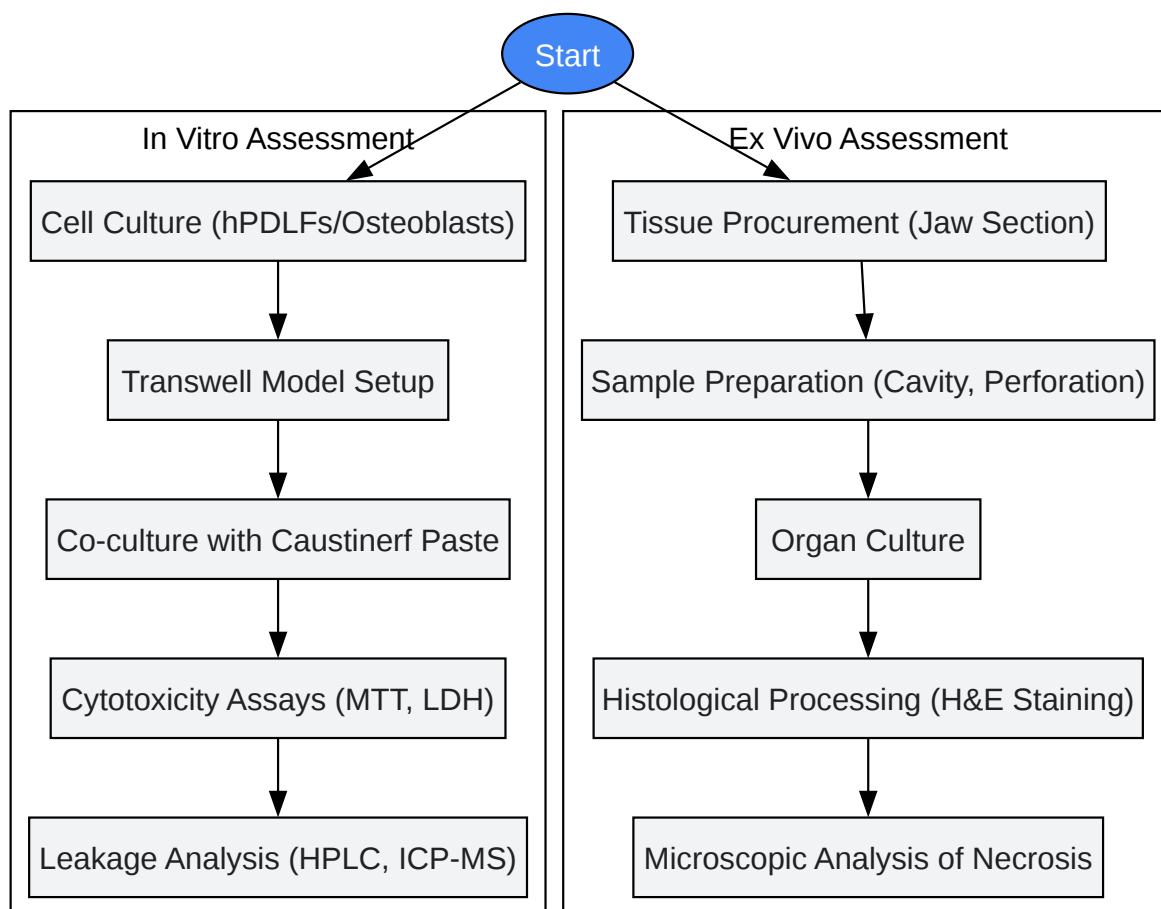 Start
In Vitro Assessment
Cell Culture (hPDLFs/Osteoblasts)
Transwell Model Setup
Co-culture with Caustinerf Paste
Cytotoxicity Assays (MTT, LDH)
Leakage Analysis (HPLC, ICP-MS)
Ex Vivo Assessment
Tissue Procurement (Jaw Section)
Sample Preparation (Cavity, Perforation)
Organ Culture
Histological Processing (H&E Staining)
Microscopic Analysis of Necrosis